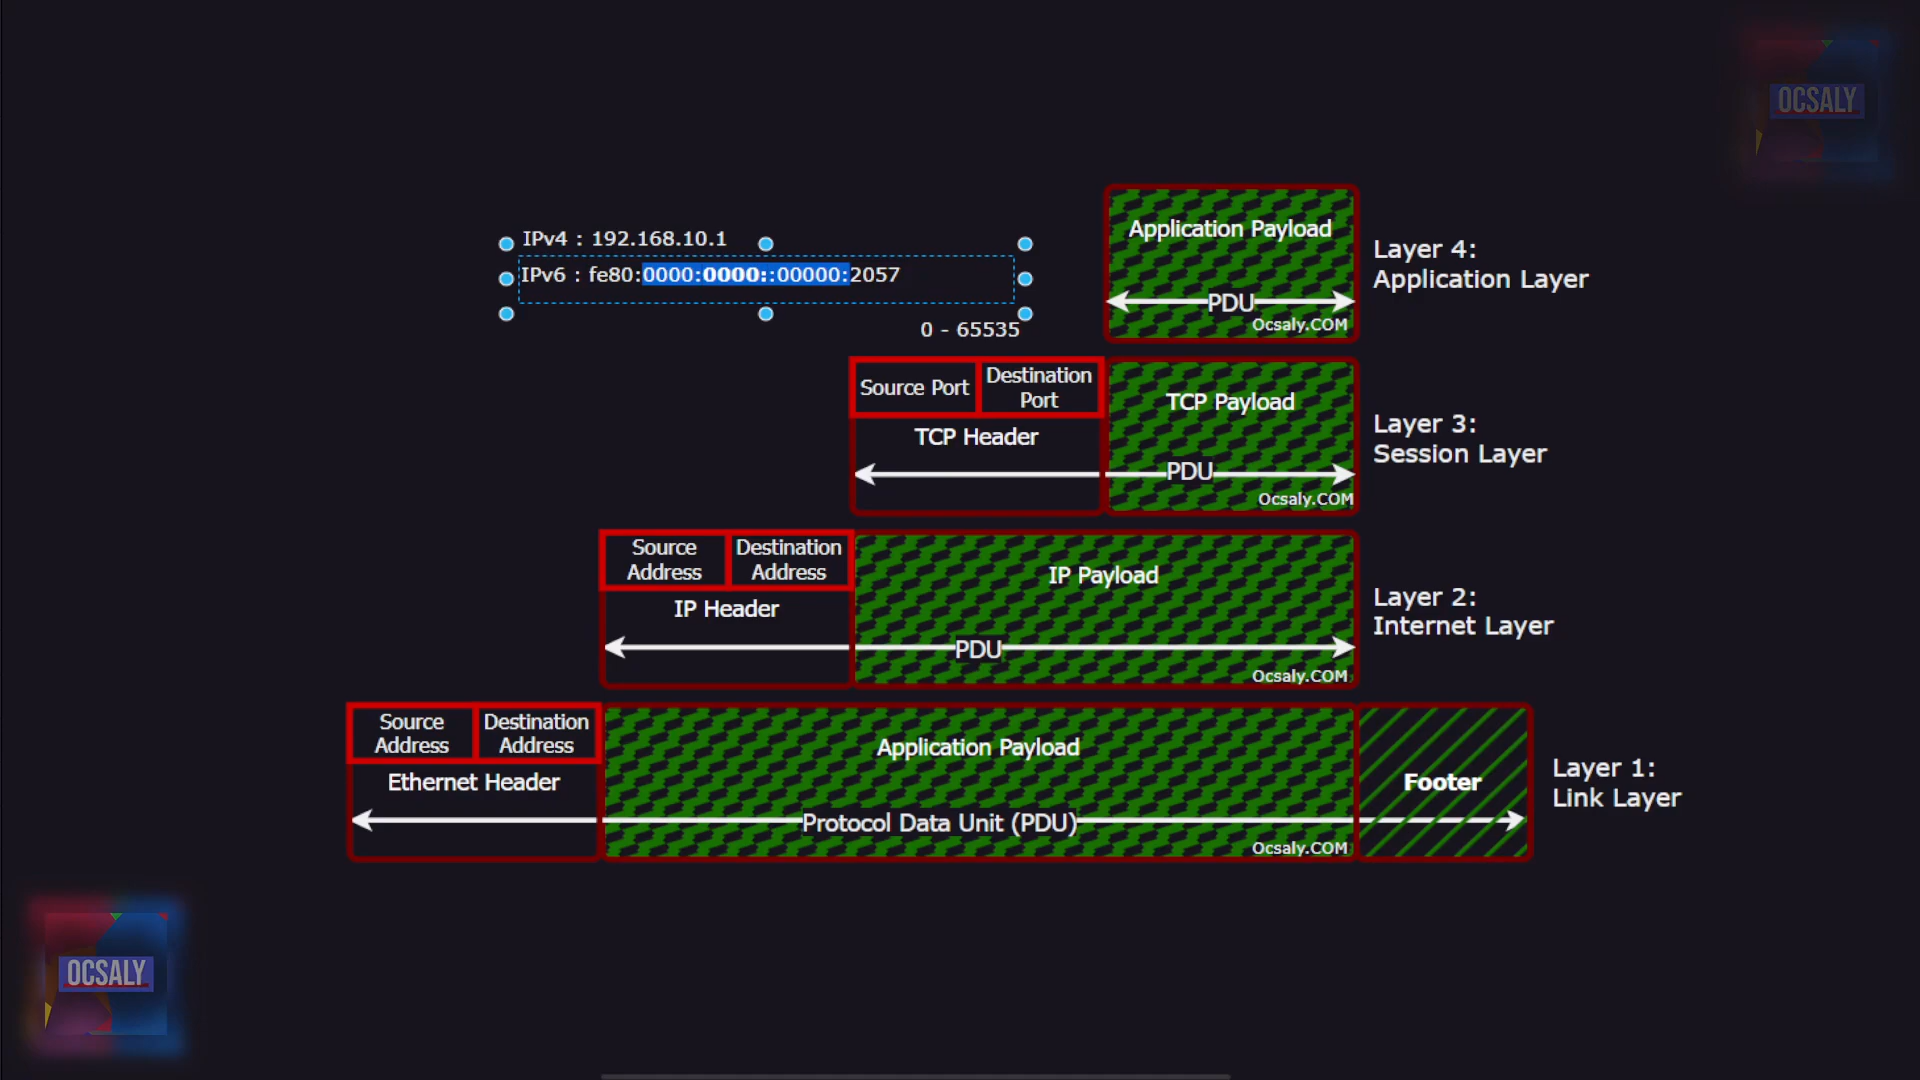 OCSALY
IPv4 : 192.168.10.1
IPv6 : fe80:0000:0000::00000:2057
0 - 65535
Application Payload
PDU
Ocsaly.COM
Layer 4:
Application Layer
Source Port
Destination
Port
TCP Header
TCP Payload
PDU
Ocsaly.COM
Layer 3:
Session Layer
Source
Address
Destination
Address
IP Header
IP Payload
PDU
Ocsaly.COM
Layer 2:
Internet Layer
Source
Address
Destination
Address
Ethernet Header
Application Payload
Protocol Data Unit (PDU)
Ocsaly.COM
Footer
Layer 1:
Link Layer
OCSALY